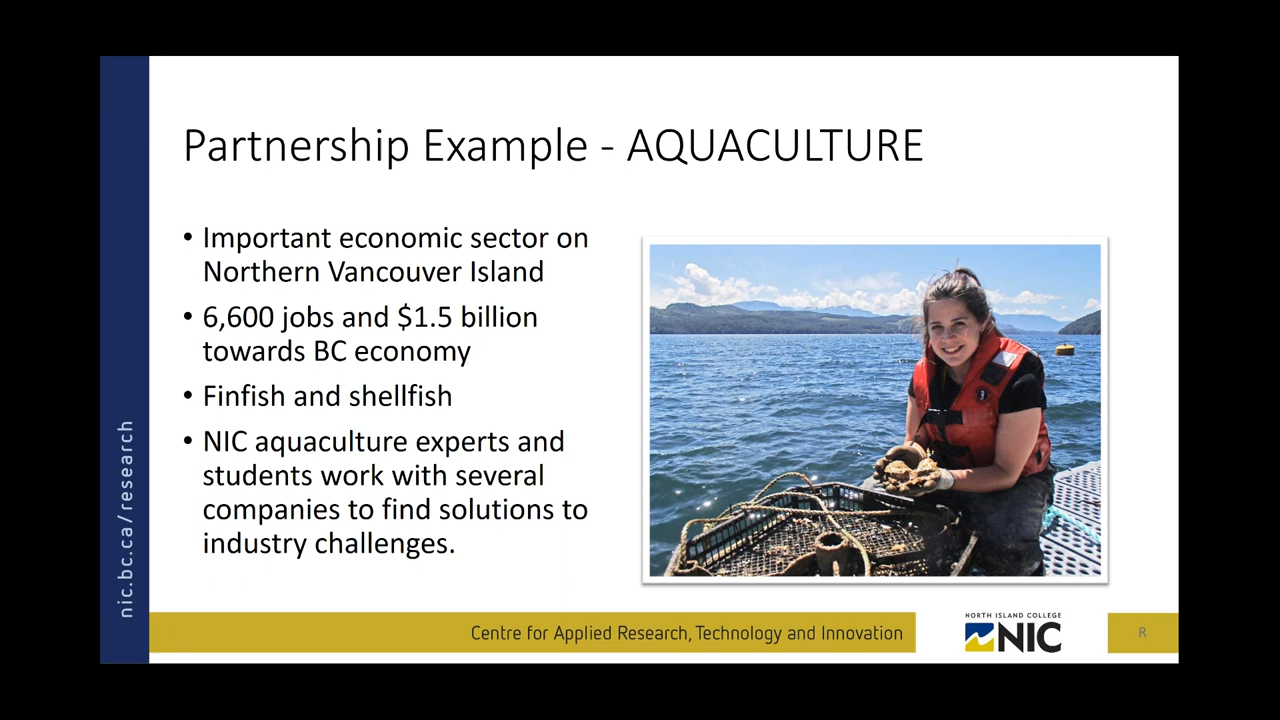 Partnership Example - AQUACULTURE
• Important economic sector on
Northern Vancouver Island
• 6,600 jobs and $1.5 billion
towards BC economy
• Finfish and shellfish
• NIC aquaculture experts and
students work with several
companies to find solutions to
industry challenges.
nic.bc.ca/research
Centre for Applied Research, Technology and Innovation
NORTH ISLAND COLLEGE
NIC
R